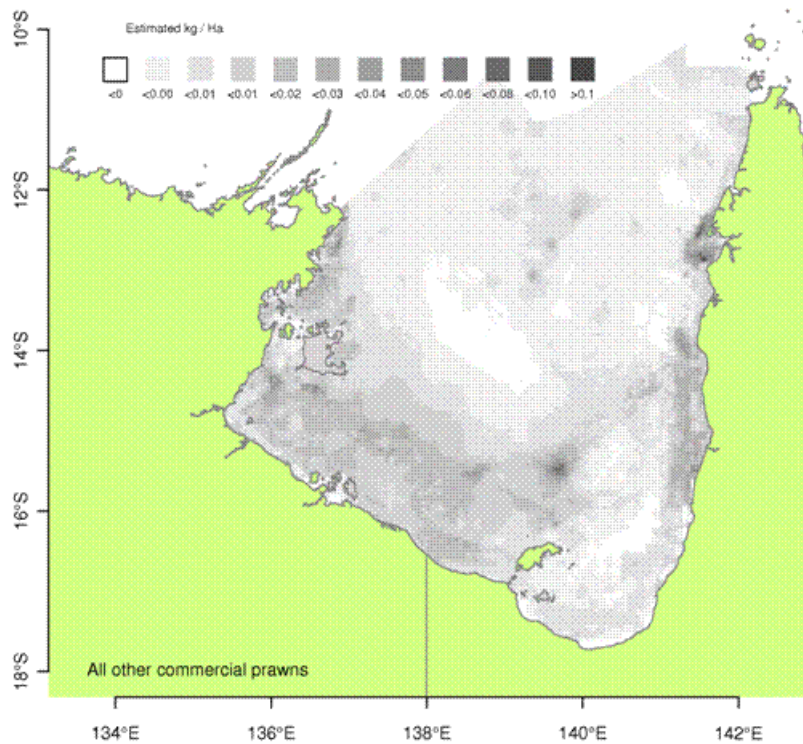 Estimated kg / Ha
<0 <0.00 <0.01 <0.01 <0.02 <0.03 <0.04 <0.05 <0.06 <0.08 <0.10 >0.1
10°S
12°S
14°S
16°S
18°S
All other commercial prawns
134°E 136°E 138°E 140°E 142°E